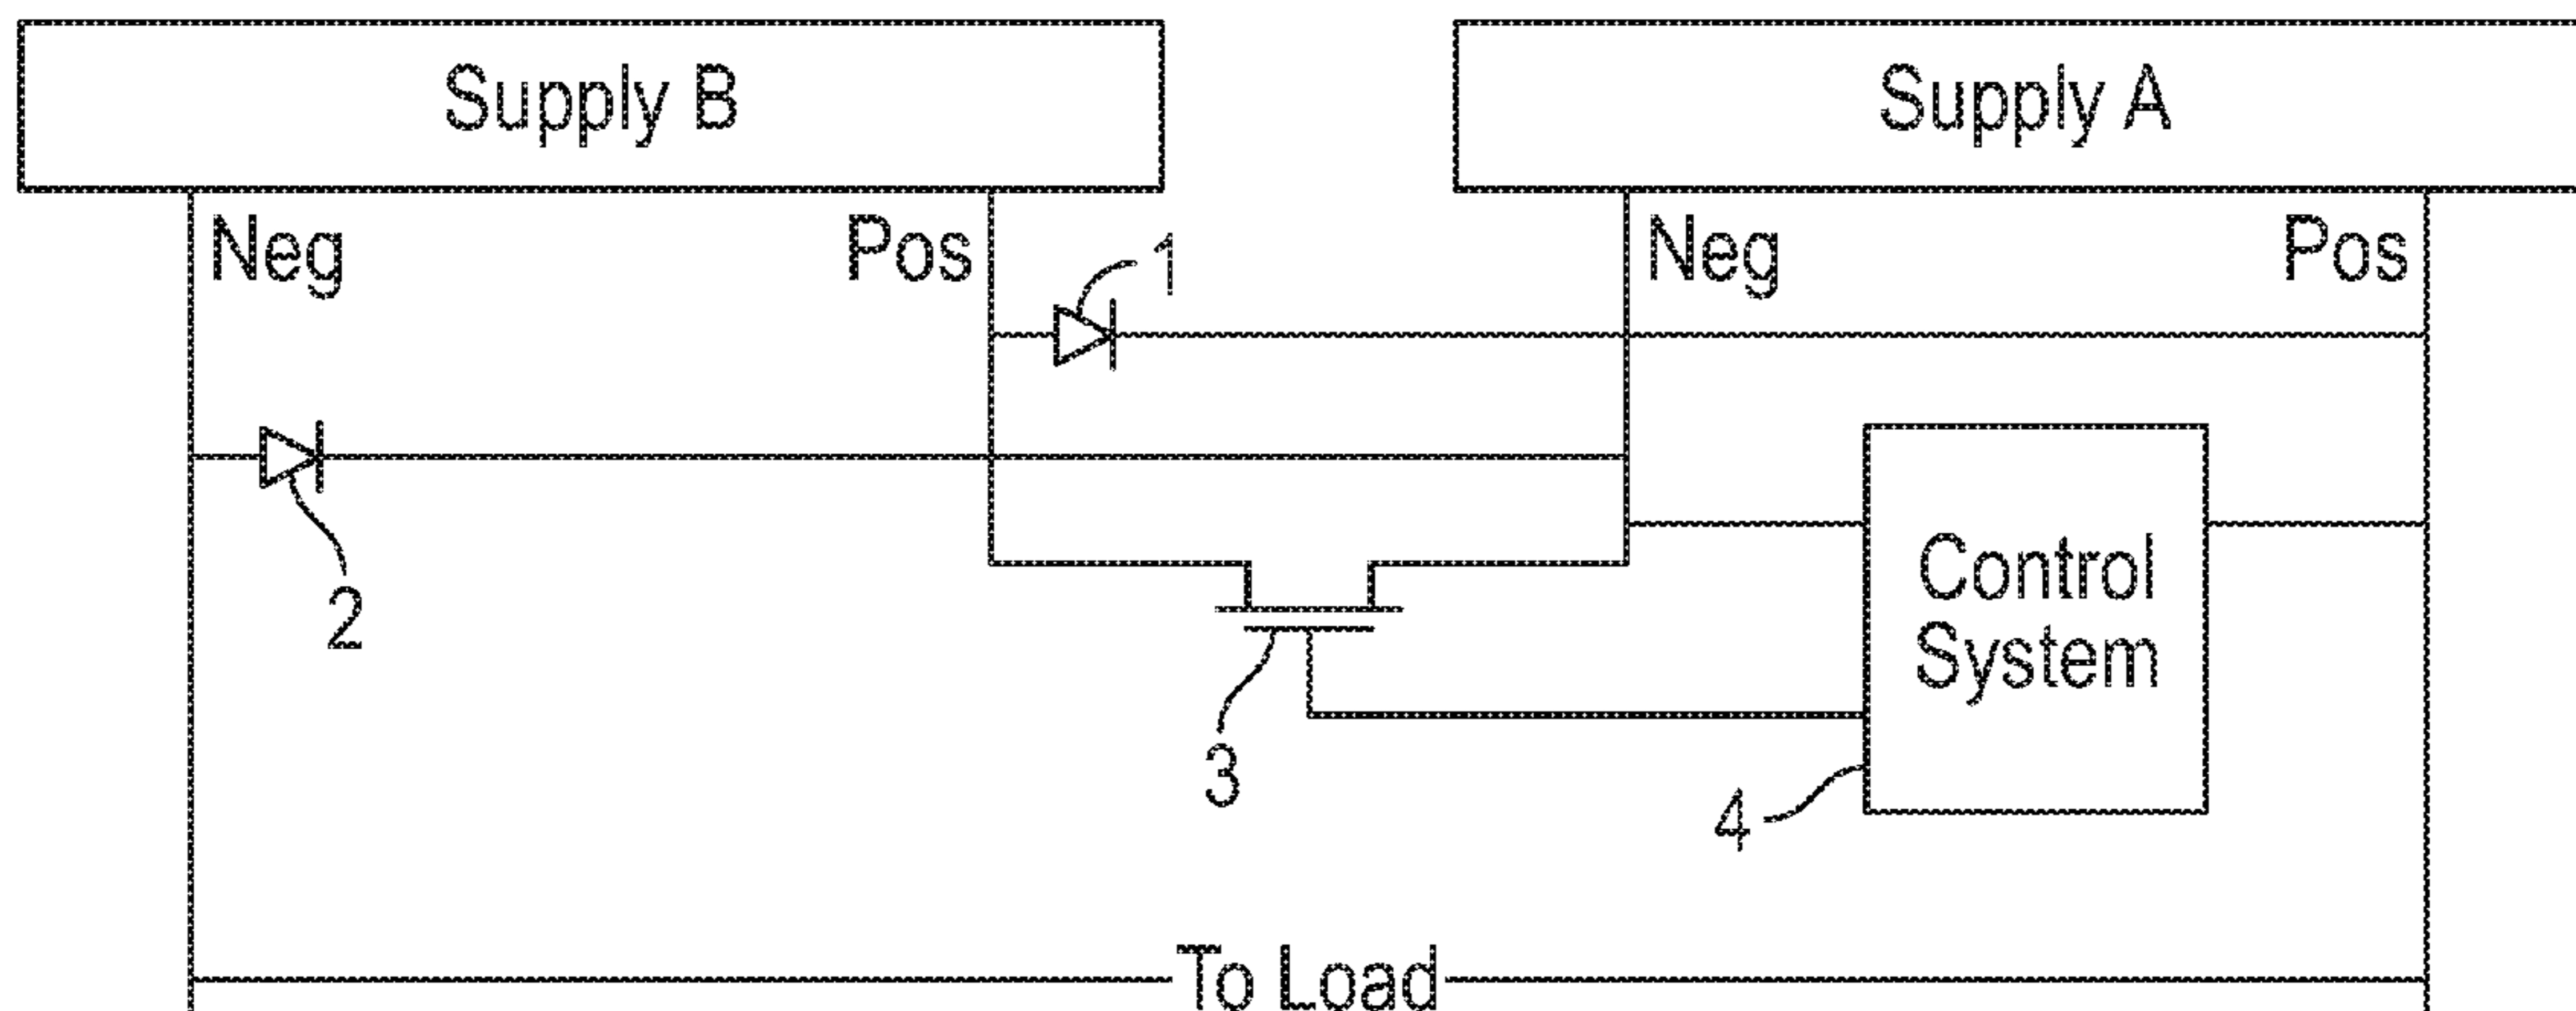 Supply B
Supply A
Neg
Pos
1
Neg
Pos
2
3
Control
System
4
To Load